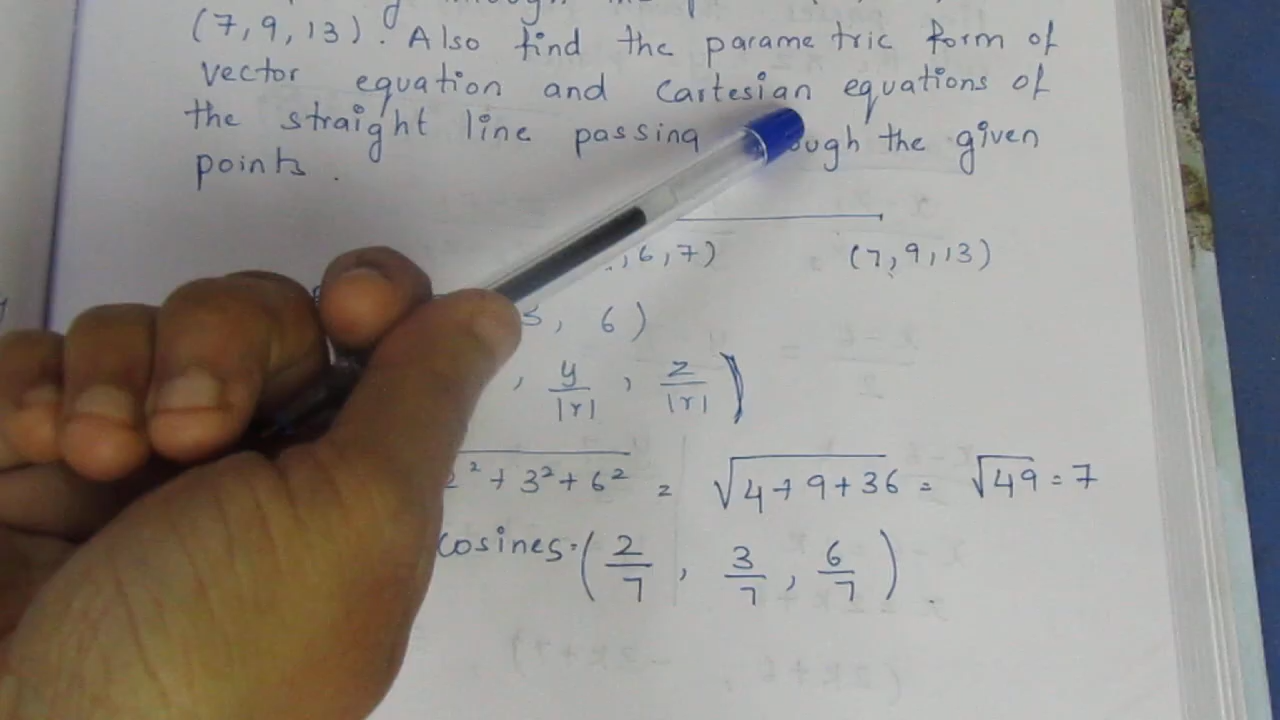 (7, 9, 13). Also find the parametric form of
vector equation and Cartesian equations of
the straight line passing the given
points.
, 6, 7) (7, 9, 13)
, 6 )
, y/|r| , z/|r| )
2² + 3² + 6² = √4+9+36 = √49 = 7
cosines = ( 2/7 , 3/7 , 6/7 ) .